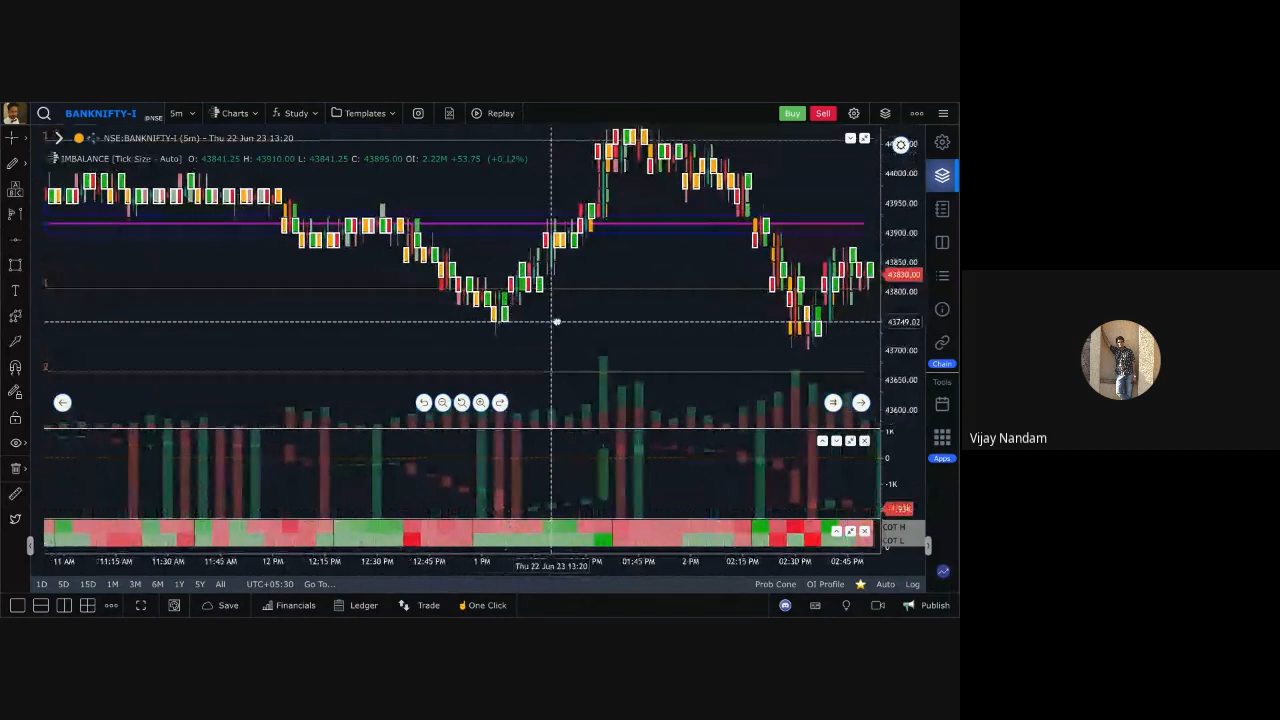 BANKNIFTY-I @NSE 5m Charts Study Templates Replay Buy Sell
NSE:BANKNIFTY-I (5m) - Thu 22 Jun 23 13:20
IMBALANCE [Tick Size - Auto] O: 43841.25 H: 43910.00 L: 43841.25 C: 43895.00 OI: 2.22M +53.75 (+0.12%)
44000.00
43950.00
43900.00
43850.00
43830.00
43800.00
43749.02
43700.00
43650.00
43600.00
Chain
Tools
Apps
1K
0
-1K
COT H
COT L
0
11 AM 11:15 AM 11:30 AM 11:45 AM 12 PM 12:15 PM 12:30 PM 12:45 PM 1 PM Thu 22 Jun 23 13:20 PM 01:45 PM 2 PM 02:15 PM 02:30 PM 02:45 PM
1D 5D 15D 1M 3M 6M 1Y 5Y All UTC+05:30 Go To... Prob Cone OI Profile Auto Log
Save Financials Ledger Trade One Click Publish
Vijay Nandam